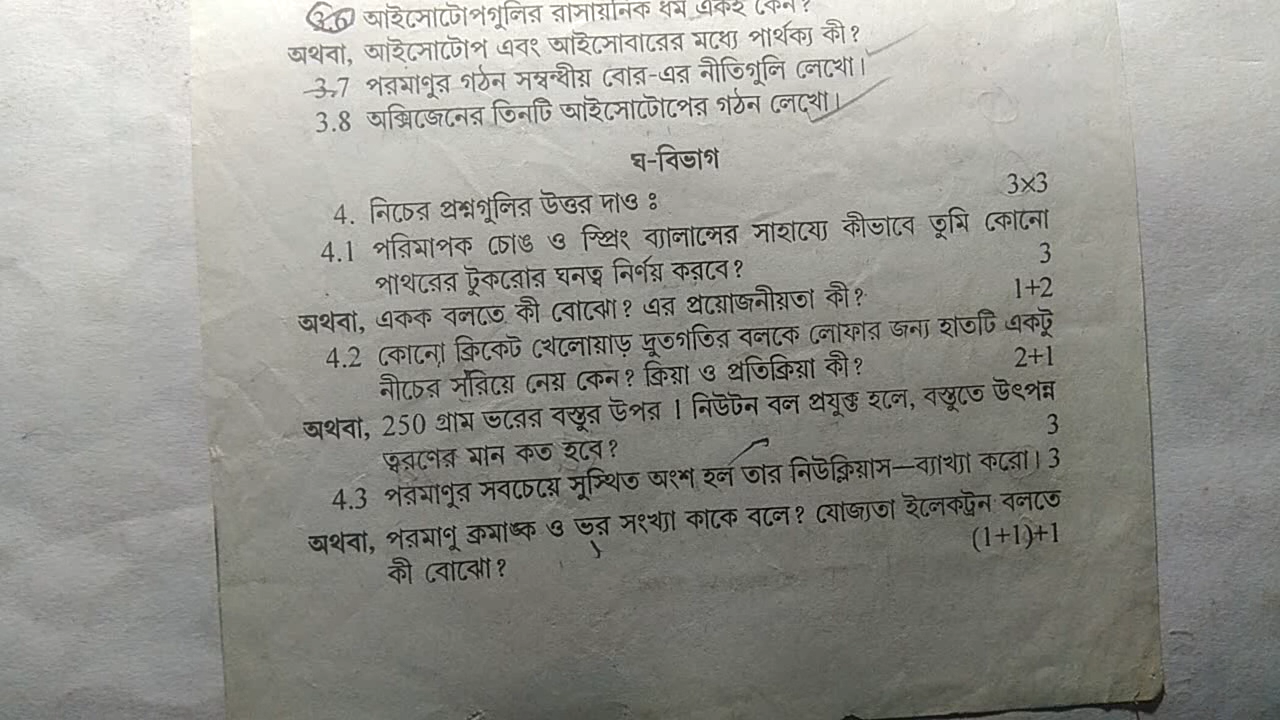 3.6 আইসোটোপগুলির রাসায়নিক ধর্ম একই কেন?
অথবা, আইসোটোপ এবং আইসোবারের মধ্যে পার্থক্য কী?
3.7 পরমাণুর গঠন সম্বন্ধীয় বোর-এর নীতিগুলি লেখো।
3.8 অক্সিজেনের তিনটি আইসোটোপের গঠন লেখো।
ঘ-বিভাগ
4. নিচের প্রশ্নগুলির উত্তর দাও : 3×3
4.1 পরিমাপক চোঙ ও স্প্রিং ব্যালান্সের সাহায্যে কীভাবে তুমি কোনো
পাথরের টুকরোর ঘনত্ব নির্ণয় করবে? 3
অথবা, একক বলতে কী বোঝো? এর প্রয়োজনীয়তা কী? 1+2
4.2 কোনো ক্রিকেট খেলোয়াড় দ্রুতগতির বলকে লোফার জন্য হাতটি একটু
নীচের সরিয়ে নেয় কেন? ক্রিয়া ও প্রতিক্রিয়া কী? 2+1
অথবা, 250 গ্রাম ভরের বস্তুর উপর । নিউটন বল প্রযুক্ত হলে, বস্তুতে উৎপন্ন
ত্বরণের মান কত হবে? 3
4.3 পরমাণুর সবচেয়ে সুস্থিত অংশ হল তার নিউক্লিয়াস—ব্যাখ্যা করো। 3
অথবা, পরমাণু ক্রমাঙ্ক ও ভর সংখ্যা কাকে বলে? যোজ্যতা ইলেকট্রন বলতে
কী বোঝো? (1+1)+1